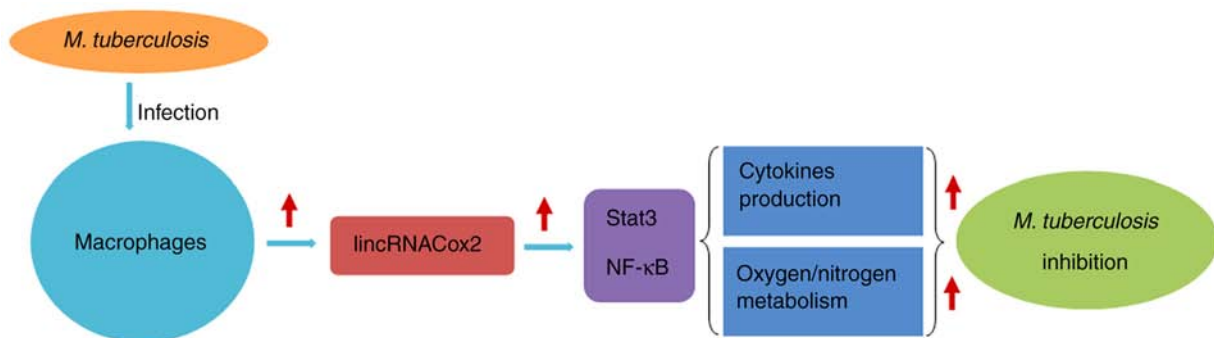 M. tuberculosis
Infection
Macrophages
lincRNACox2
Stat3
NF-κB
Cytokines
production
Oxygen/nitrogen
metabolism
M. tuberculosis
inhibition